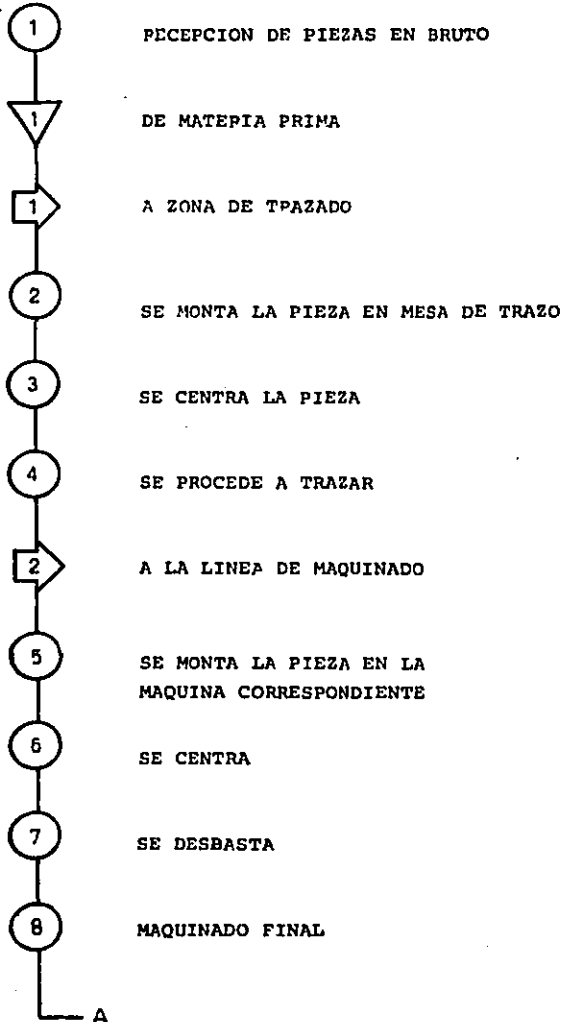 1 PECEPCION DE PIEZAS EN BRUTO
1 DE MATEPIA PRIMA
1 A ZONA DE TPAZADO
2 SE MONTA LA PIEZA EN MESA DE TRAZO
3 SE CENTRA LA PIEZA
4 SE PROCEDE A TRAZAR
2 A LA LINEA DE MAQUINADO
5 SE MONTA LA PIEZA EN LA
MAQUINA CORRESPONDIENTE
6 SE CENTRA
7 SE DESBASTA
8 MAQUINADO FINAL
A